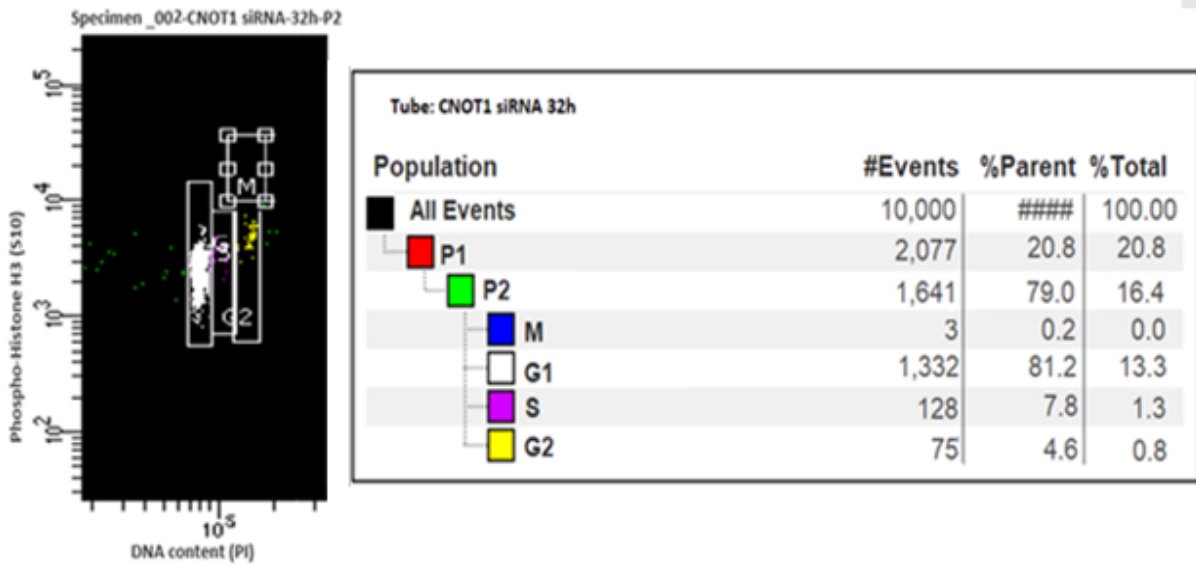 Specimen _002-CNOT1 siRNA-32h-P2
Phospho-Histone H3 (S10)
10^5
10^4
10^3
10^2
M
G2
10^5
DNA content (PI)
Tube: CNOT1 siRNA 32h
Population #Events %Parent %Total
All Events 10,000 #### 100.00
P1 2,077 20.8 20.8
P2 1,641 79.0 16.4
M 3 0.2 0.0
G1 1,332 81.2 13.3
S 128 7.8 1.3
G2 75 4.6 0.8